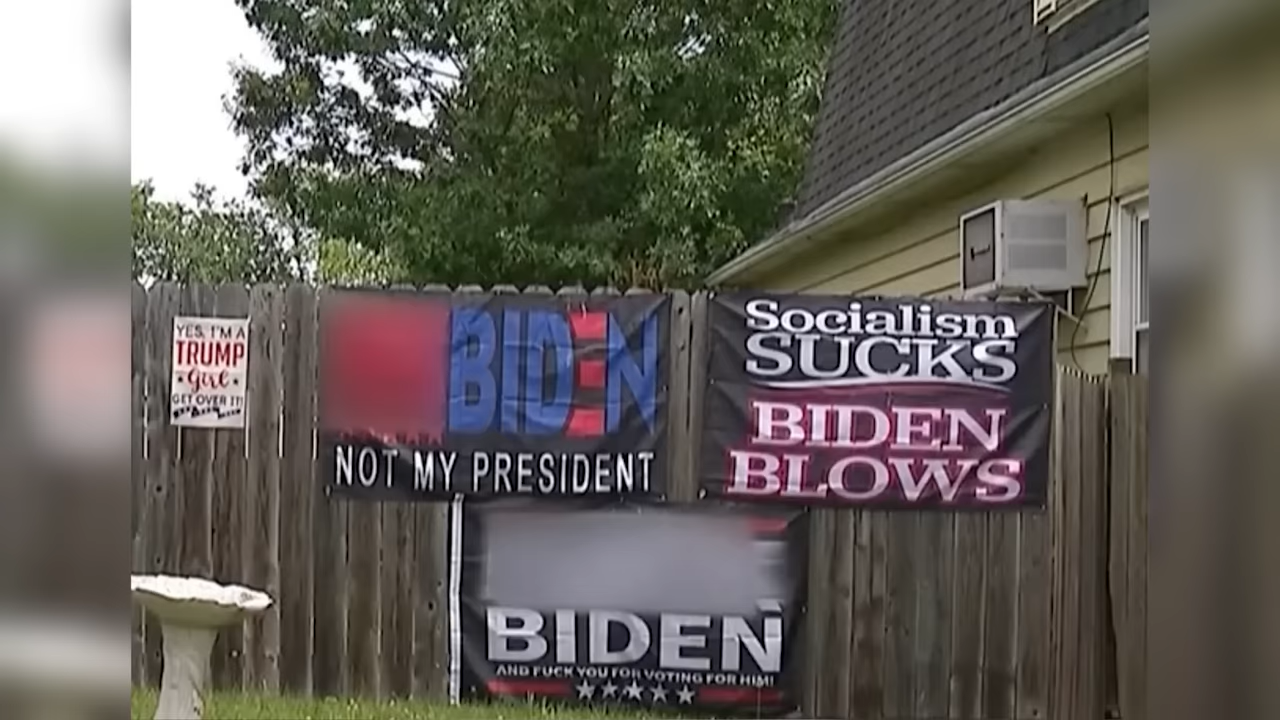 YES, I'M A
TRUMP
Girl
GET OVER IT!
BIDEN
NOT MY PRESIDENT
Socialism
SUCKS
BIDEN
BLOWS
BIDEN
AND FUCK YOU FOR VOTING FOR HIM!